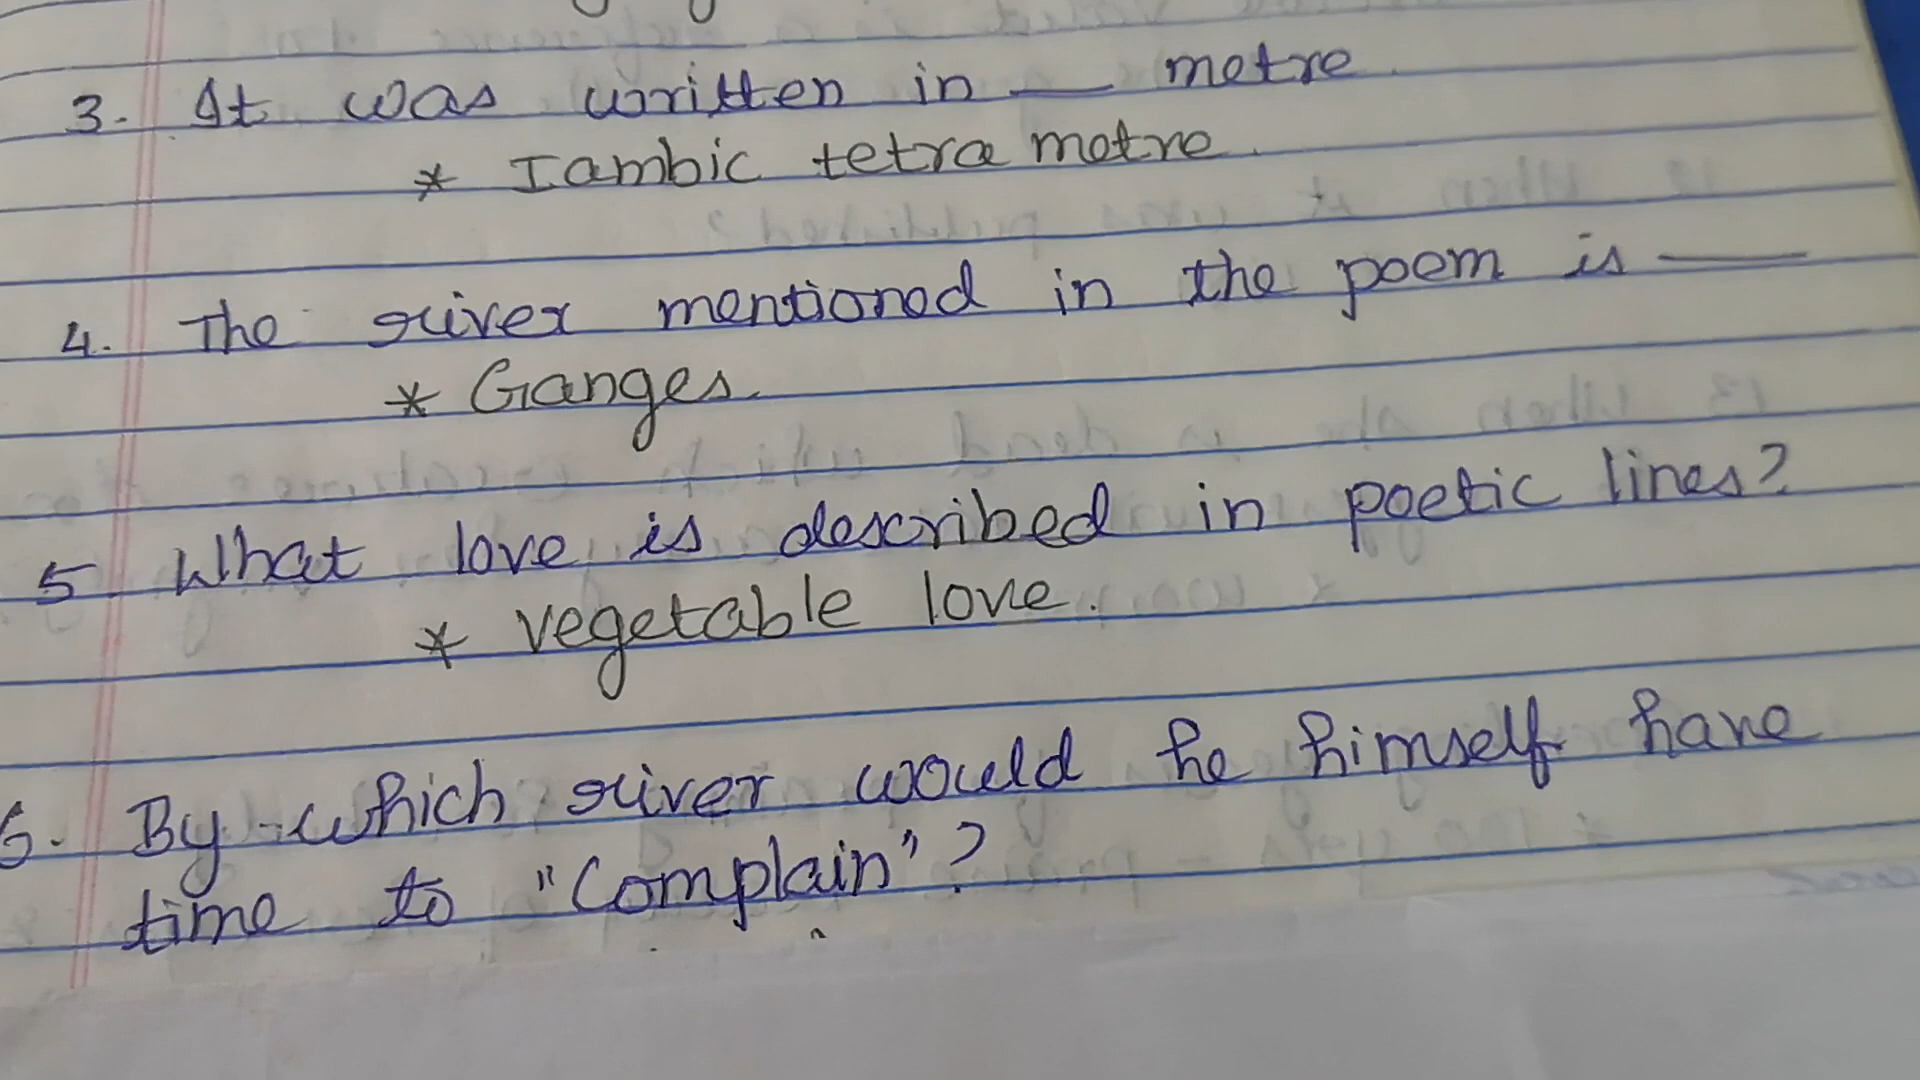 3. It was written in — metre
* Iambic tetra metre.
4. The river mentioned in the poem is —
* Ganges.
5 What love is described in poetic lines?
* vegetable love.
6. By which river would he himself have
time to "Complain"?